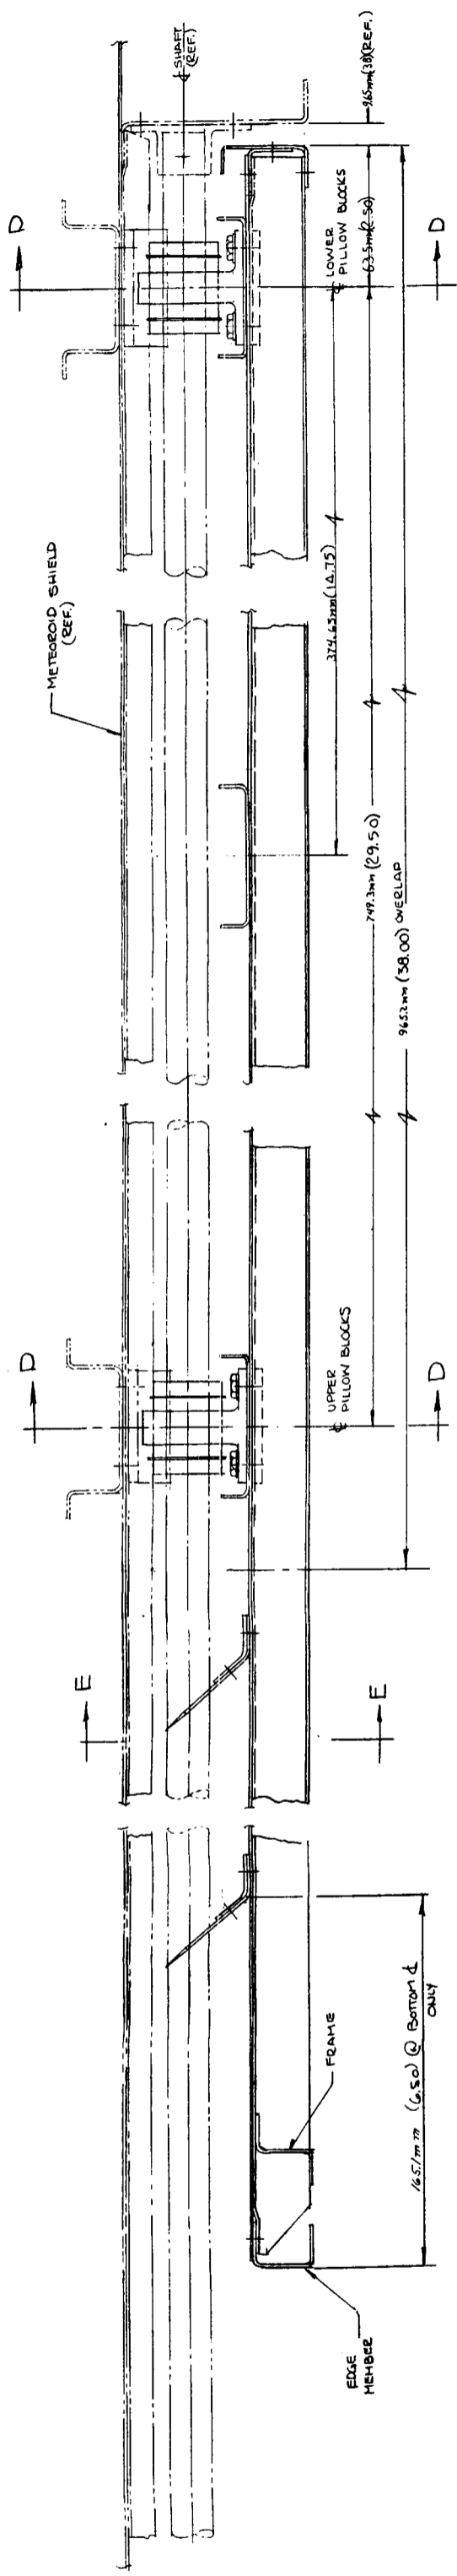 D
D
℄ SHAFT
(REF.)
9.65mm(.38)(REF.)
℄ LOWER
PILLOW BLOCKS
63.5mm(2.50)
METEOROID SHIELD
(REF.)
374.65mm(14.75)
749.3mm(29.50)
965.2mm(38.00) OVERLAP
D
D
℄ UPPER
PILLOW BLOCKS
E
E
165.1mm (6.50) @ BOTTOM ℄
ONLY
FRAME
EDGE
MEMBER